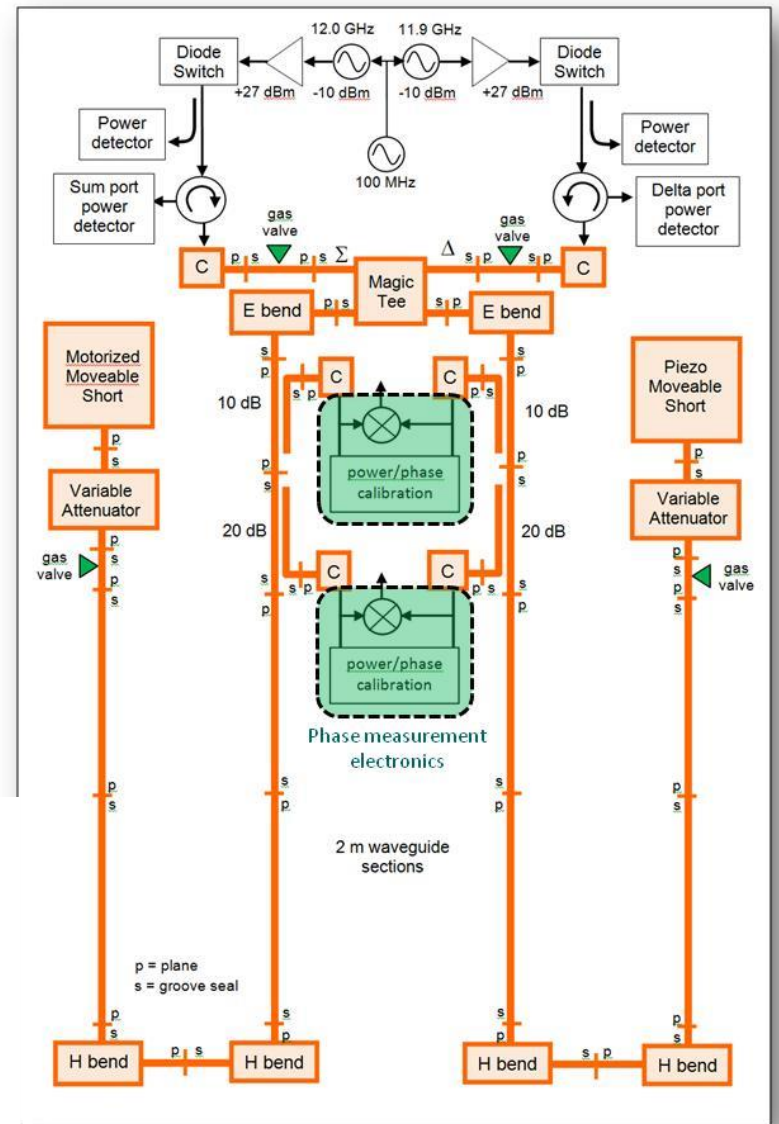 12.0 GHz
11.9 GHz
Diode
Switch
Diode
Switch
+27 dBm
-10 dBm
-10 dBm
+27 dBm
Power
detector
Power
detector
100 MHz
Sum port
power
detector
Delta port
power
detector
gas
valve
gas
valve
C
p s
p s
Σ
Magic
Tee
Δ
s p
s p
C
E bend
p s
s p
E bend
Motorized
Moveable
Short
Piezo
Moveable
Short
s
p
s
p
C
C
s p
p s
10 dB
10 dB
power/phase
calibration
p
s
p
s
p
s
p
s
Variable
Attenuator
Variable
Attenuator
20 dB
20 dB
gas
valve
p
s
p
s
p
s
p
s
gas
valve
C
C
s p
p s
s
p
s
p
power/phase
calibration
Phase measurement
electronics
p
s
s
p
s
p
p
s
2 m waveguide
sections
p = plane
s = groove seal
p
s
s
p
s
p
p
s
H bend
p s
H bend
H bend
s p
H bend